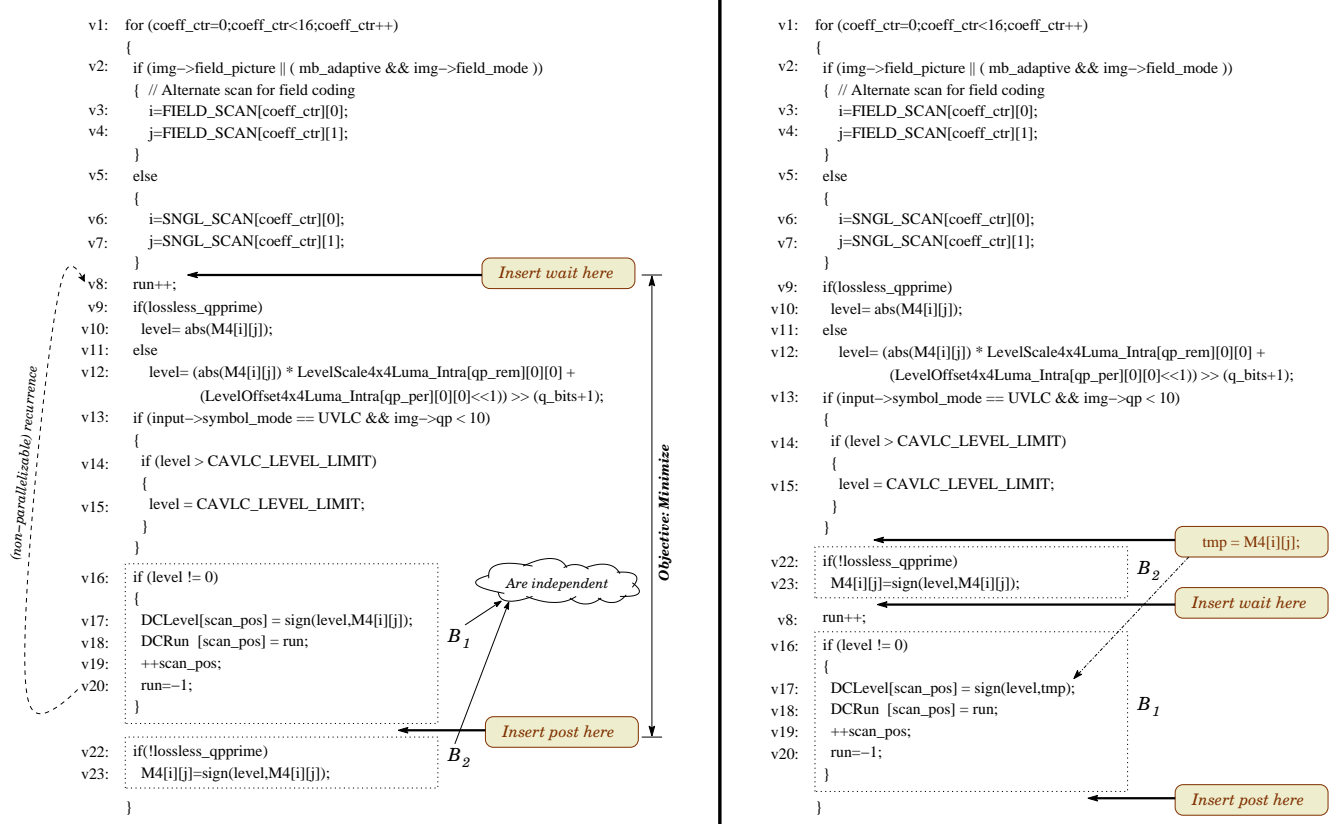 v1: for (coeff_ctr=0;coeff_ctr<16;coeff_ctr++)
{
v2: if (img->field_picture || ( mb_adaptive && img->field_mode ))
{ // Alternate scan for field coding
v3: i=FIELD_SCAN[coeff_ctr][0];
v4: j=FIELD_SCAN[coeff_ctr][1];
}
v5: else
{
v6: i=SNGL_SCAN[coeff_ctr][0];
v7: j=SNGL_SCAN[coeff_ctr][1];
}
Insert wait here
v8: run++;
v9: if(lossless_qpprime)
v10: level= abs(M4[i][j]);
v11: else
v12: level= (abs(M4[i][j]) * LevelScale4x4Luma_Intra[qp_rem][0][0] +
(LevelOffset4x4Luma_Intra[qp_per][0][0]<<1)) >> (q_bits+1);
v13: if (input->symbol_mode == UVLC && img->qp < 10)
{
v14: if (level > CAVLC_LEVEL_LIMIT)
{
v15: level = CAVLC_LEVEL_LIMIT;
}
}
v16: if (level != 0)
{
v17: DCLevel[scan_pos] = sign(level,M4[i][j]);
v18: DCRun [scan_pos] = run;
v19: ++scan_pos;
v20: run=-1;
}
Insert post here
v22: if(!lossless_qpprime)
v23: M4[i][j]=sign(level,M4[i][j]);
}
(non-parallelizable) recurrence
Objective: Minimize
Are independent
B1
B2
v1: for (coeff_ctr=0;coeff_ctr<16;coeff_ctr++)
{
v2: if (img->field_picture || ( mb_adaptive && img->field_mode ))
{ // Alternate scan for field coding
v3: i=FIELD_SCAN[coeff_ctr][0];
v4: j=FIELD_SCAN[coeff_ctr][1];
}
v5: else
{
v6: i=SNGL_SCAN[coeff_ctr][0];
v7: j=SNGL_SCAN[coeff_ctr][1];
}
v9: if(lossless_qpprime)
v10: level= abs(M4[i][j]);
v11: else
v12: level= (abs(M4[i][j]) * LevelScale4x4Luma_Intra[qp_rem][0][0] +
(LevelOffset4x4Luma_Intra[qp_per][0][0]<<1)) >> (q_bits+1);
v13: if (input->symbol_mode == UVLC && img->qp < 10)
{
v14: if (level > CAVLC_LEVEL_LIMIT)
{
v15: level = CAVLC_LEVEL_LIMIT;
}
}
tmp = M4[i][j];
v22: if(!lossless_qpprime)
v23: M4[i][j]=sign(level,M4[i][j]);
B2
Insert wait here
v8: run++;
v16: if (level != 0)
{
v17: DCLevel[scan_pos] = sign(level,tmp);
v18: DCRun [scan_pos] = run;
v19: ++scan_pos;
v20: run=-1;
}
B1
Insert post here
}